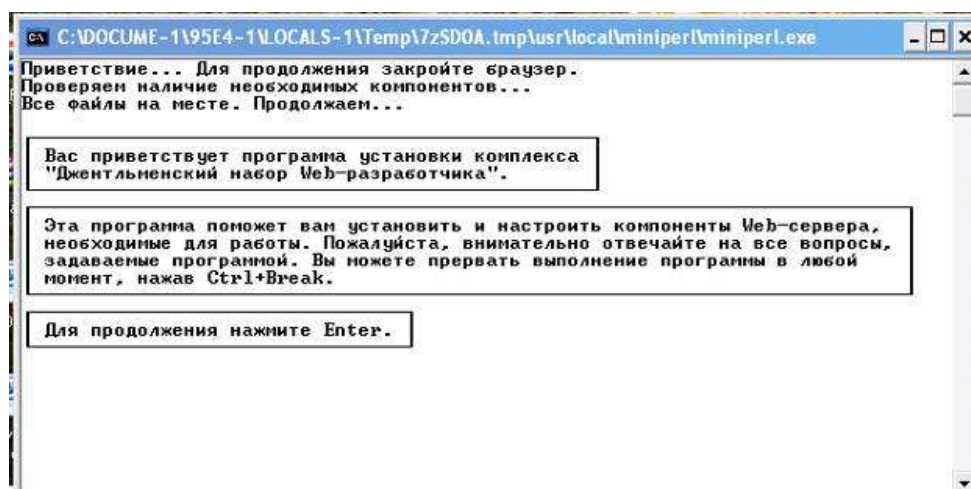 C:\DOCUME~1\95E4~1\LOCALS~1\Temp\7zSD0A.tmp\usr\local\miniperl\miniperl.exe
Приветствие... Для продолжения закройте браузер.
Проверяем наличие необходимых компонентов...
Все файлы на месте. Продолжаем...
Вас приветствует программа установки комплекса
"Джентльменский набор Web-разработчика".
Эта программа поможет вам установить и настроить компоненты Web-сервера,
необходимые для работы. Пожалуйста, внимательно отвечайте на все вопросы,
задаваемые программой. Вы можете прервать выполнение программы в любой
момент, нажав Ctrl+Break.
Для продолжения нажмите Enter.